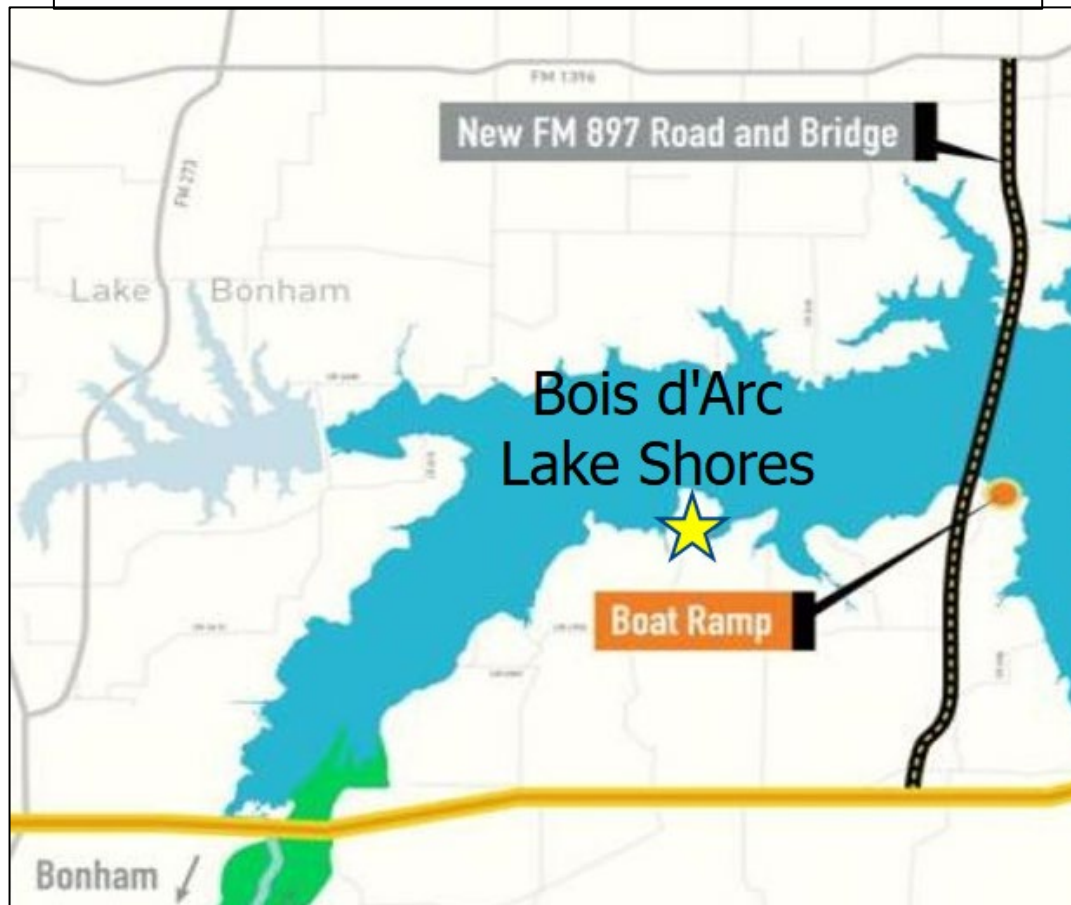 FM 1396
New FM 897 Road and Bridge
FM 273
Lake Bonham
Bois d'Arc
Lake Shores
Boat Ramp
Bonham